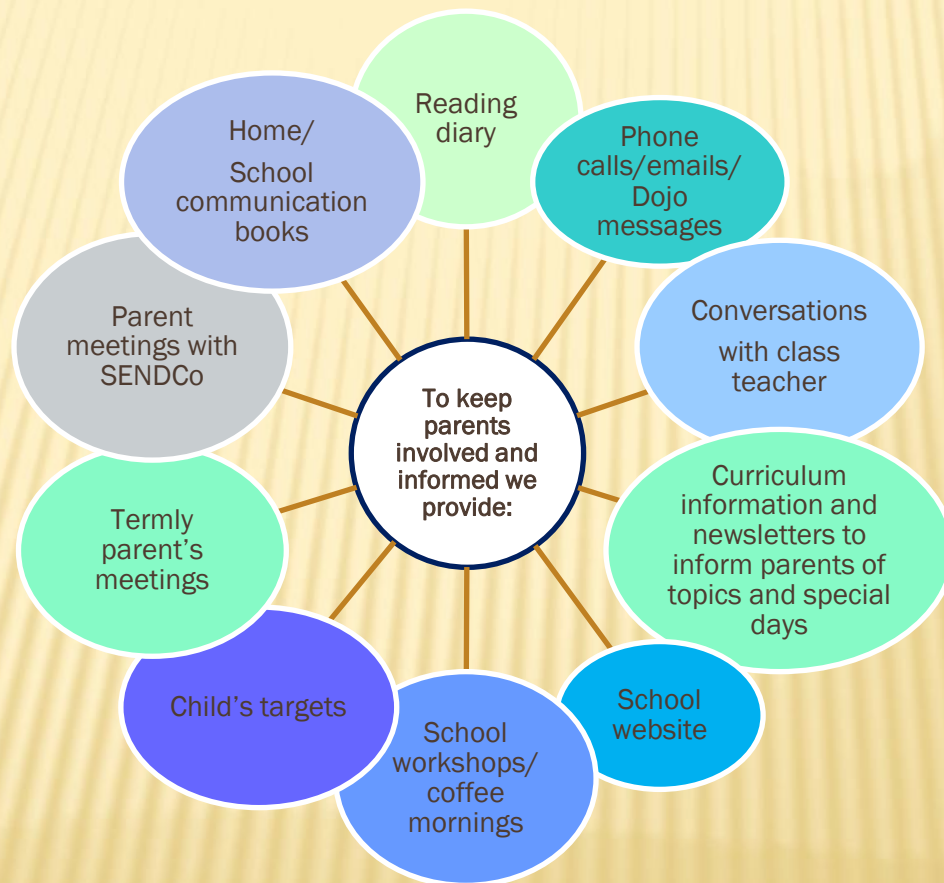 To keep
parents
involved and
informed we
provide:
Reading
diary
Phone
calls/emails/
Dojo
messages
Conversations
with class
teacher
Curriculum
information and
newsletters to
inform parents of
topics and special
days
School
website
School
workshops/
coffee
mornings
Child's targets
Termly
parent's
meetings
Parent
meetings with
SENDCo
Home/
School
communication
books